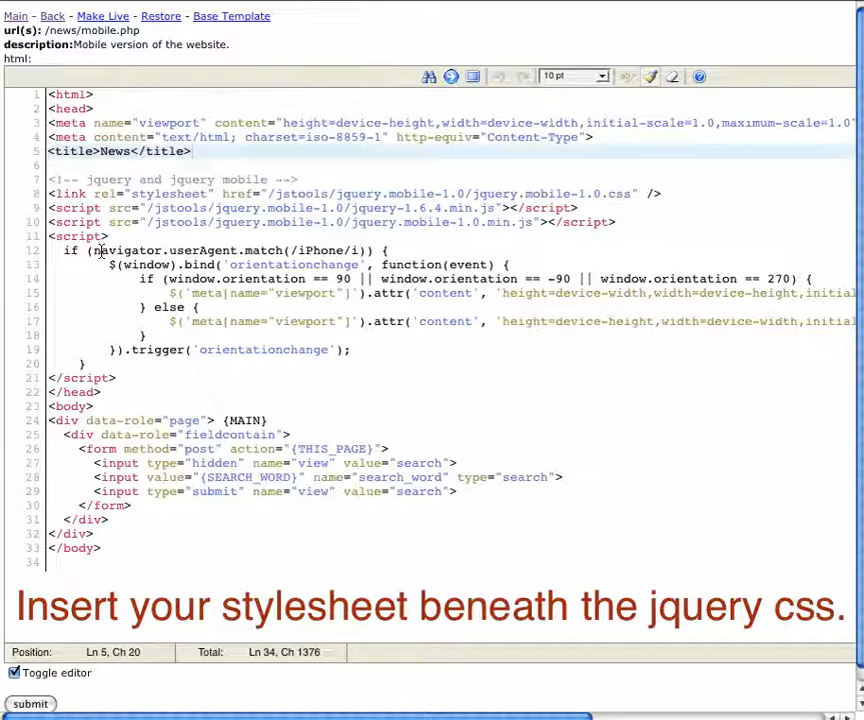 Main - Back - Make Live - Restore - Base Template
url(s): /news/mobile.php
description:Mobile version of the website.
html:
10 pt
1 <html>
2 <head>
3 <meta name="viewport" content="height=device-height,width=device-width,initial-scale=1.0,maximum-scale=1.0"
4 <meta content="text/html; charset=iso-8859-1" http-equiv="Content-Type">
5 <title>News</title>
6
7 <!-- jquery and jquery mobile -->
8 <link rel="stylesheet" href="/jstools/jquery.mobile-1.0/jquery.mobile-1.0.css" />
9 <script src="/jstools/jquery.mobile-1.0/jquery-1.6.4.min.js"></script>
10 <script src="/jstools/jquery.mobile-1.0/jquery.mobile-1.0.min.js"></script>
11 <script>
12 if (navigator.userAgent.match(/iPhone/i)) {
13 $(window).bind('orientationchange', function(event) {
14 if (window.orientation == 90 || window.orientation == -90 || window.orientation == 270) {
15 $('meta[name="viewport"]').attr('content', 'height=device-width,width=device-height,initial
16 } else {
17 $('meta[name="viewport"]').attr('content', 'height=device-height,width=device-width,initial
18 }
19 }).trigger('orientationchange');
20 }
21 </script>
22 </head>
23 <body>
24 <div data-role="page"> {MAIN}
25 <div data-role="fieldcontain">
26 <form method="post" action="{THIS_PAGE}">
27 <input type="hidden" name="view" value="search">
28 <input value="{SEARCH_WORD}" name="search_word" type="search">
29 <input type="submit" name="view" value="search">
30 </form>
31 </div>
32 </div>
33 </body>
34
Insert your stylesheet beneath the jquery css.
Position: Ln 5, Ch 20 Total: Ln 34, Ch 1376
Toggle editor
submit